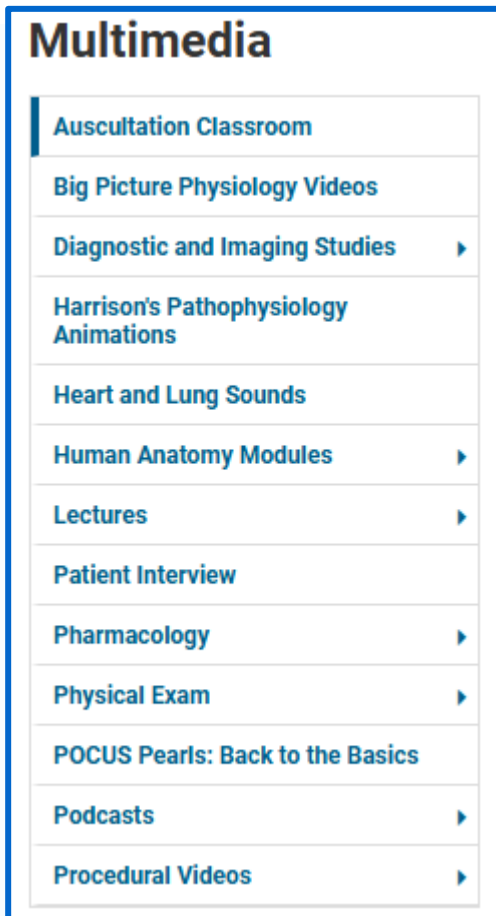 Multimedia
Auscultation Classroom
Big Picture Physiology Videos
Diagnostic and Imaging Studies
Harrison's Pathophysiology
Animations
Heart and Lung Sounds
Human Anatomy Modules
Lectures
Patient Interview
Pharmacology
Physical Exam
POCUS Pearls: Back to the Basics
Podcasts
Procedural Videos